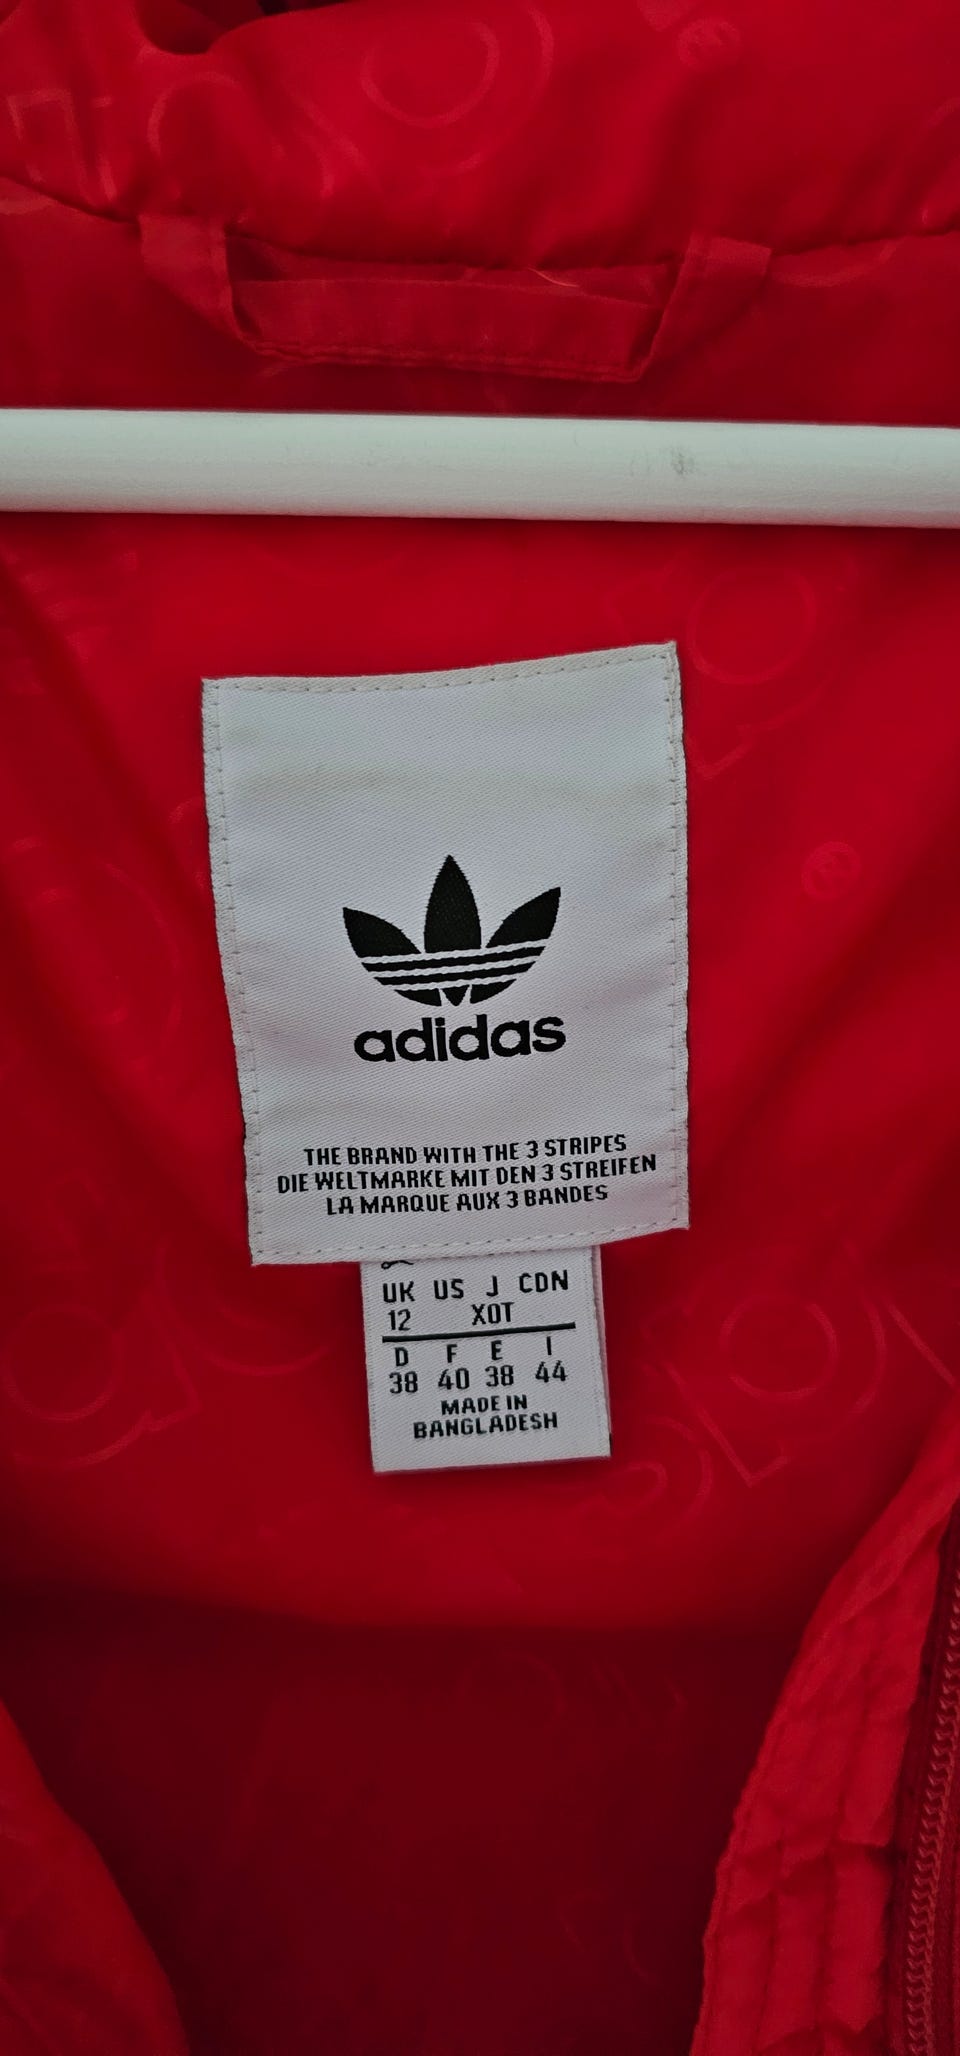 adidas
THE BRAND WITH THE 3 STRIPES
DIE WELTMARKE MIT DEN 3 STREIFEN
LA MARQUE AUX 3 BANDES
UK US J CDN
12 XOT
D F E I
38 40 38 44
MADE IN
BANGLADESH